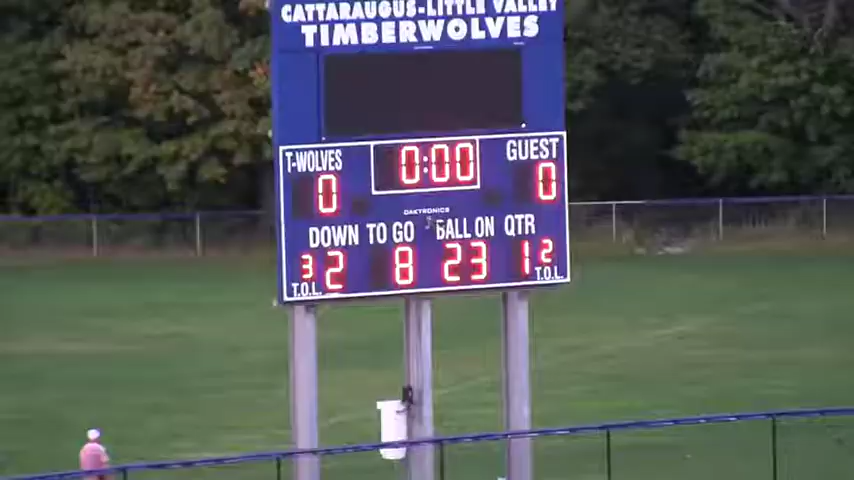 CATTARAUGUS-LITTLE VALLEY
TIMBERWOLVES
T-WOLVES 0:00 GUEST
0 0
DAKTRONICS
DOWN TO GO BALL ON QTR
3 2 8 23 1 2
T.O.L. T.O.L.